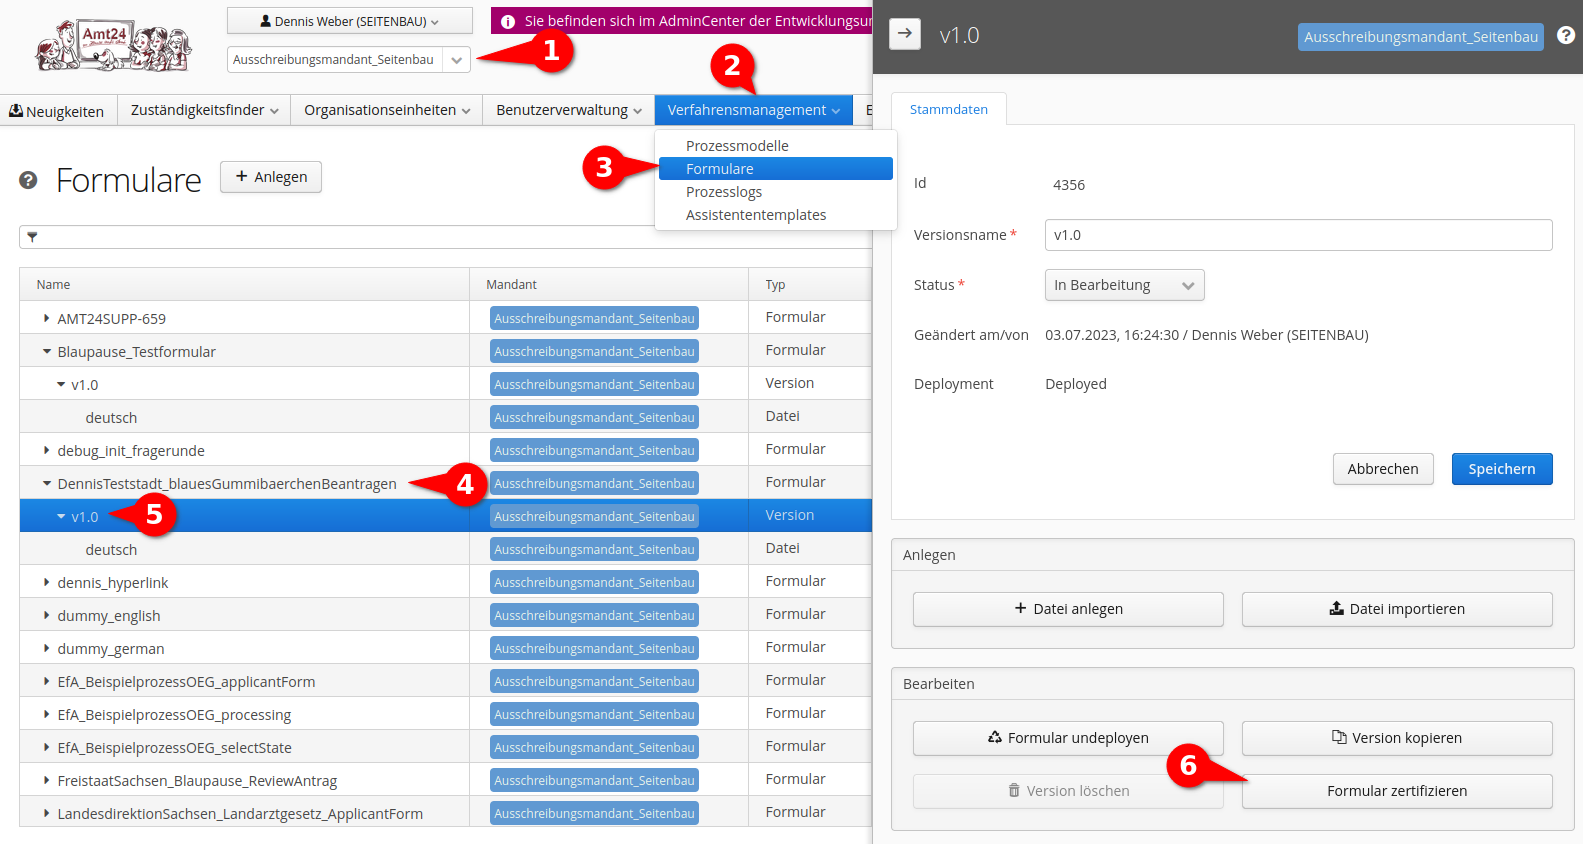 Amt24
Dennis Weber (SEITENBAU)
Sie befinden sich im AdminCenter der Entwicklungsur
Ausschreibungsmandant_Seitenbau
1
2
Neuigkeiten
Zuständigkeitsfinder
Organisationseinheiten
Benutzerverwaltung
Verfahrensmanagement
E
Prozessmodelle
3
Formulare
Prozesslogs
Assistententemplates
Formulare
Anlegen
Name Mandant Typ
AMT24SUPP-659 Ausschreibungsmandant_Seitenbau Formular
Blaupause_Testformular Ausschreibungsmandant_Seitenbau Formular
v1.0 Ausschreibungsmandant_Seitenbau Version
deutsch Ausschreibungsmandant_Seitenbau Datei
debug_init_fragerunde Ausschreibungsmandant_Seitenbau Formular
DennisTeststadt_blauesGummibaerchenBeantragen 4 Ausschreibungsmandant_Seitenbau Formular
v1.0 5 Ausschreibungsmandant_Seitenbau Version
deutsch Ausschreibungsmandant_Seitenbau Datei
dennis_hyperlink Ausschreibungsmandant_Seitenbau Formular
dummy_english Ausschreibungsmandant_Seitenbau Formular
dummy_german Ausschreibungsmandant_Seitenbau Formular
EfA_BeispielprozessOEG_applicantForm Ausschreibungsmandant_Seitenbau Formular
EfA_BeispielprozessOEG_processing Ausschreibungsmandant_Seitenbau Formular
EfA_BeispielprozessOEG_selectState Ausschreibungsmandant_Seitenbau Formular
FreistaatSachsen_Blaupause_ReviewAntrag Ausschreibungsmandant_Seitenbau Formular
LandesdirektionSachsen_Landarztgesetz_ApplicantForm Ausschreibungsmandant_Seitenbau Formular
v1.0
Ausschreibungsmandant_Seitenbau
Stammdaten
Id 4356
Versionsname * v1.0
Status * In Bearbeitung
Geändert am/von 03.07.2023, 16:24:30 / Dennis Weber (SEITENBAU)
Deployment Deployed
Abbrechen Speichern
Anlegen
Datei anlegen Datei importieren
Bearbeiten
Formular undeployen Version kopieren
6
Version löschen Formular zertifizieren